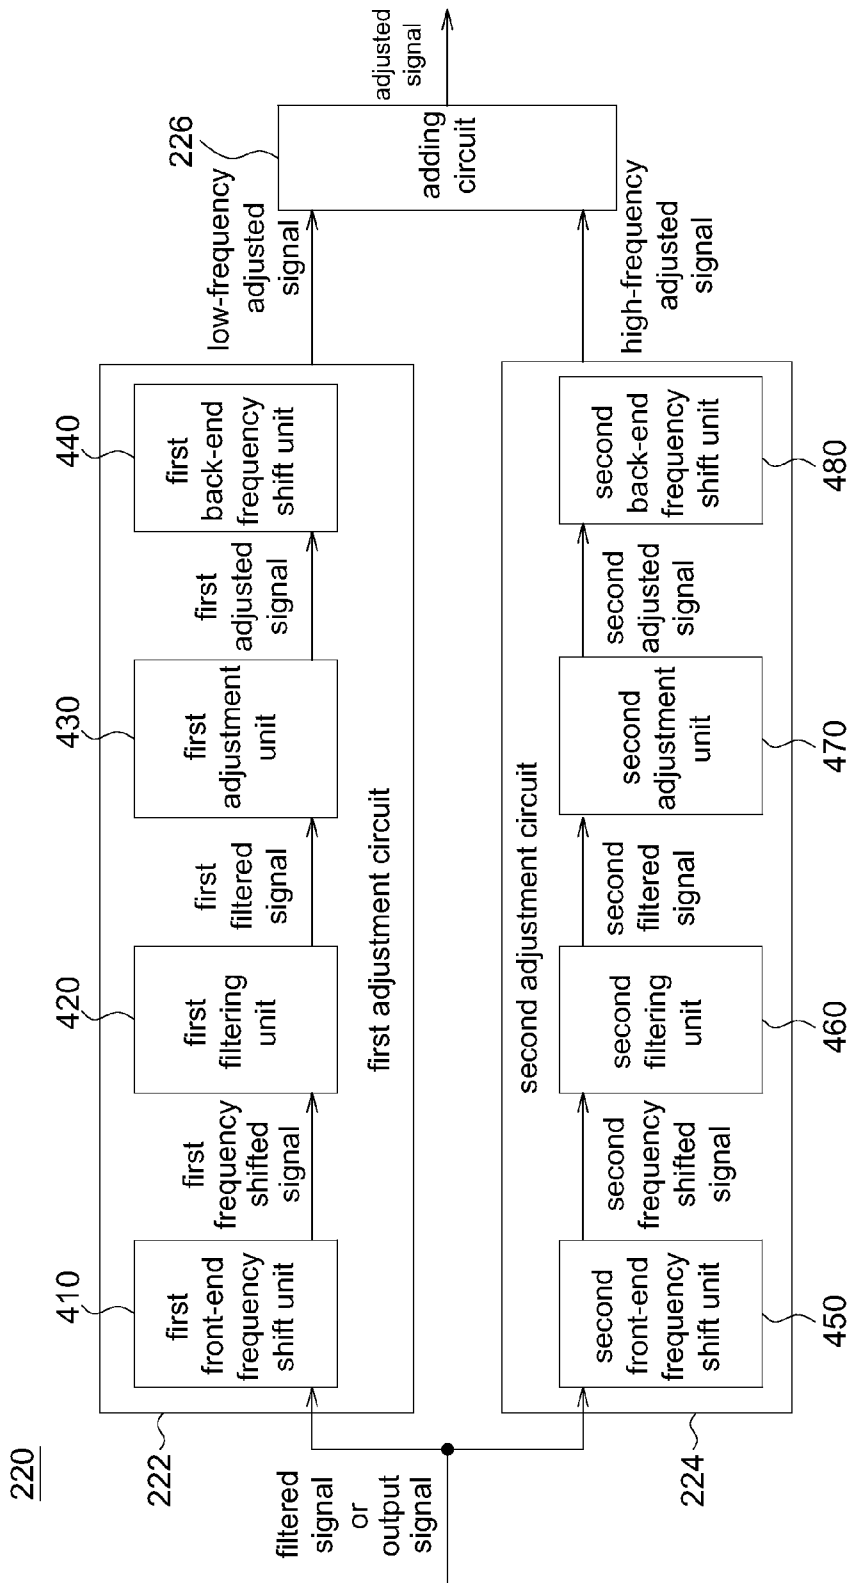 220
222
filtered
signal
or
output
signal
410
first
front-end
frequency
shift unit
first
frequency
shifted
signal
420
first
filtering
unit
first
filtered
signal
430
first
adjustment
unit
first
adjusted
signal
440
first
back-end
frequency
shift unit
first adjustment circuit
low-frequency
adjusted
signal
226
adding
circuit
adjusted
signal
224
second adjustment circuit
second
front-end
frequency
shift unit
450
second
frequency
shifted
signal
second
filtering
unit
460
second
filtered
signal
second
adjustment
unit
470
second
adjusted
signal
second
back-end
frequency
shift unit
480
high-frequency
adjusted
signal